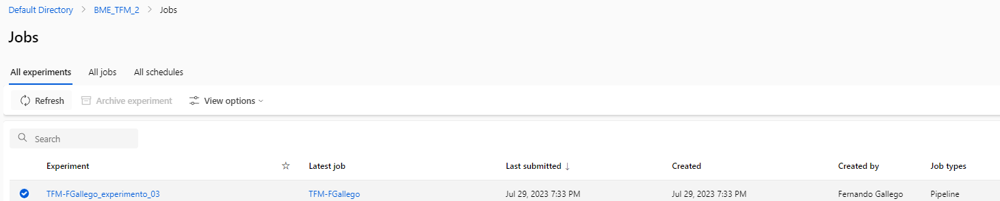 Default Directory > BME_TFM_2 > Jobs
Jobs
All experiments All jobs All schedules
Refresh Archive experiment View options
Search
Experiment Latest job Last submitted ↓ Created Created by Job types
TFM-FGallego_experimento_03 TFM-FGallego Jul 29, 2023 7:33 PM Jul 29, 2023 7:33 PM Fernando Gallego Pipeline